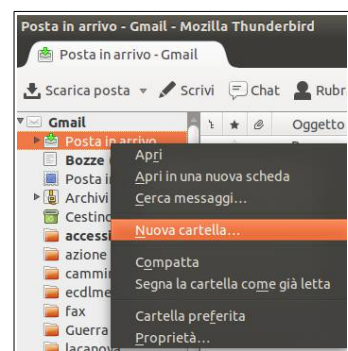 Posta in arrivo - Gmail - Mozilla Thunderbird
Posta in arrivo - Gmail
Scarica posta Scrivi Chat Rubr
Gmail
Oggetto
Posta in arrivo
Bozze
Posta i
Archivi
Cestino
accessi
azione
cammi
ecdlme
fax
Guerra
lacanova
Apri
Apri in una nuova scheda
Cerca messaggi...
Nuova cartella...
Compatta
Segna la cartella come già letta
Cartella preferita
Proprietà...